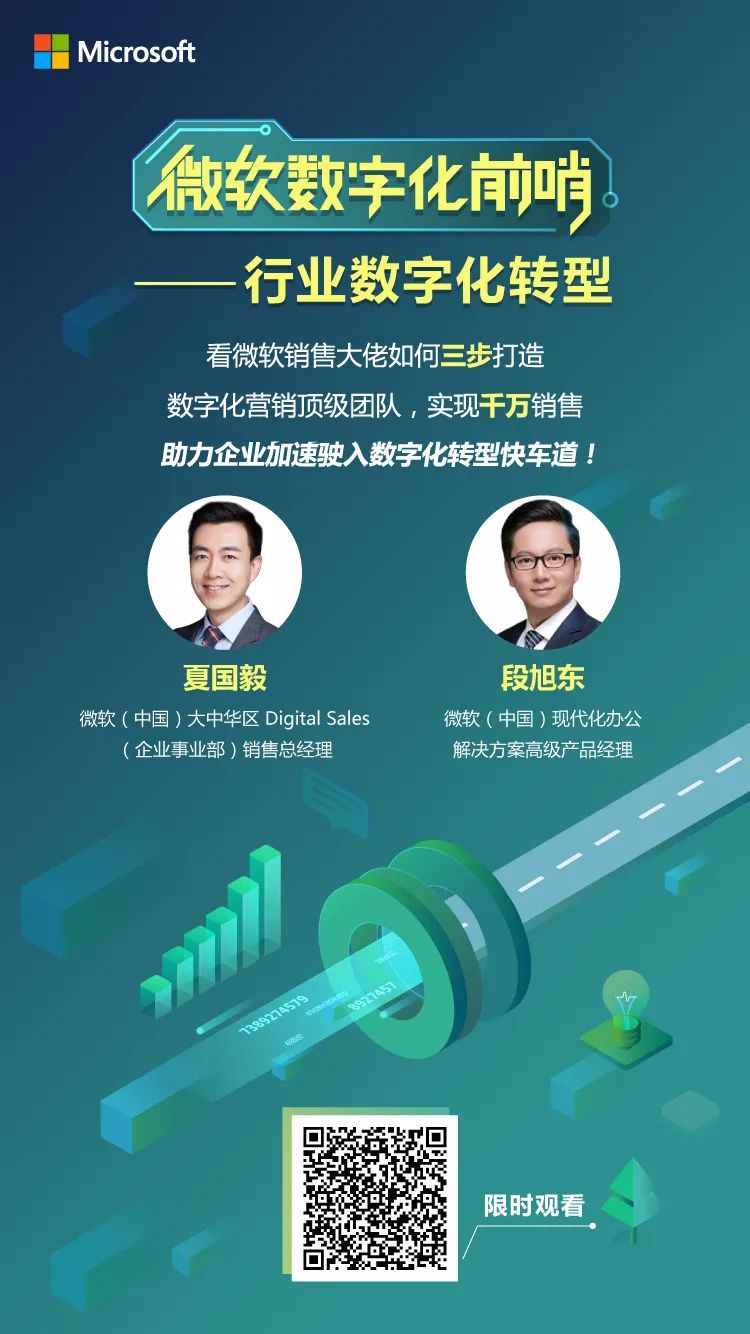 Microsoft
微软数字化前哨
——行业数字化转型
看微软销售大佬如何三步打造
数字化营销顶级团队，实现千万销售
助力企业加速驶入数字化转型快车道！
夏国毅
段旭东
微软（中国）大中华区 Digital Sales
（企业事业部）销售总经理
微软（中国）现代化办公
解决方案高级产品经理
7389274579
8927457
限时观看